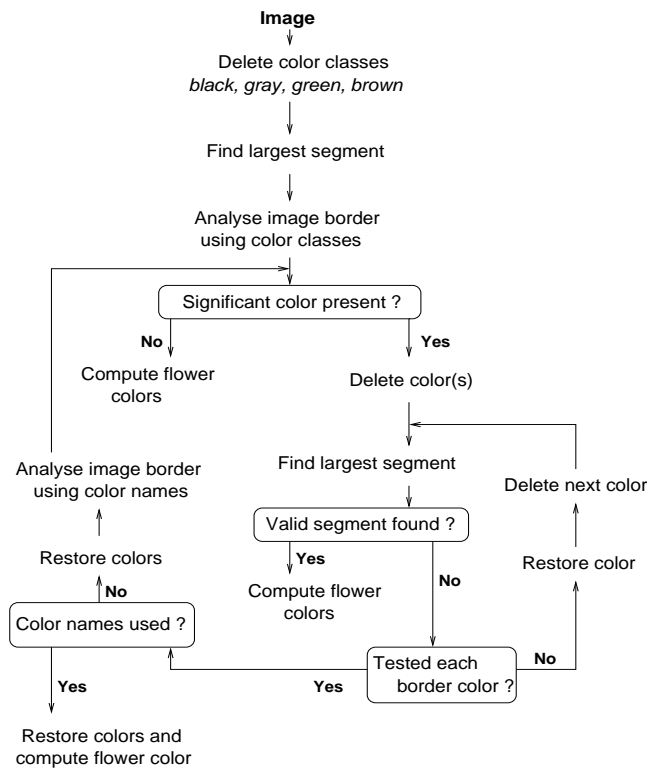 Image
Delete color classes
black, gray, green, brown
Find largest segment
Analyse image border
using color classes
Significant color present ?
No
Yes
Compute flower
colors
Delete color(s)
Analyse image border
using color names
Find largest segment
Delete next color
Valid segment found ?
Restore colors
Yes
No
Restore color
Compute flower
colors
No
Color names used ?
Tested each
border color ?
No
Yes
Yes
Restore colors and
compute flower color